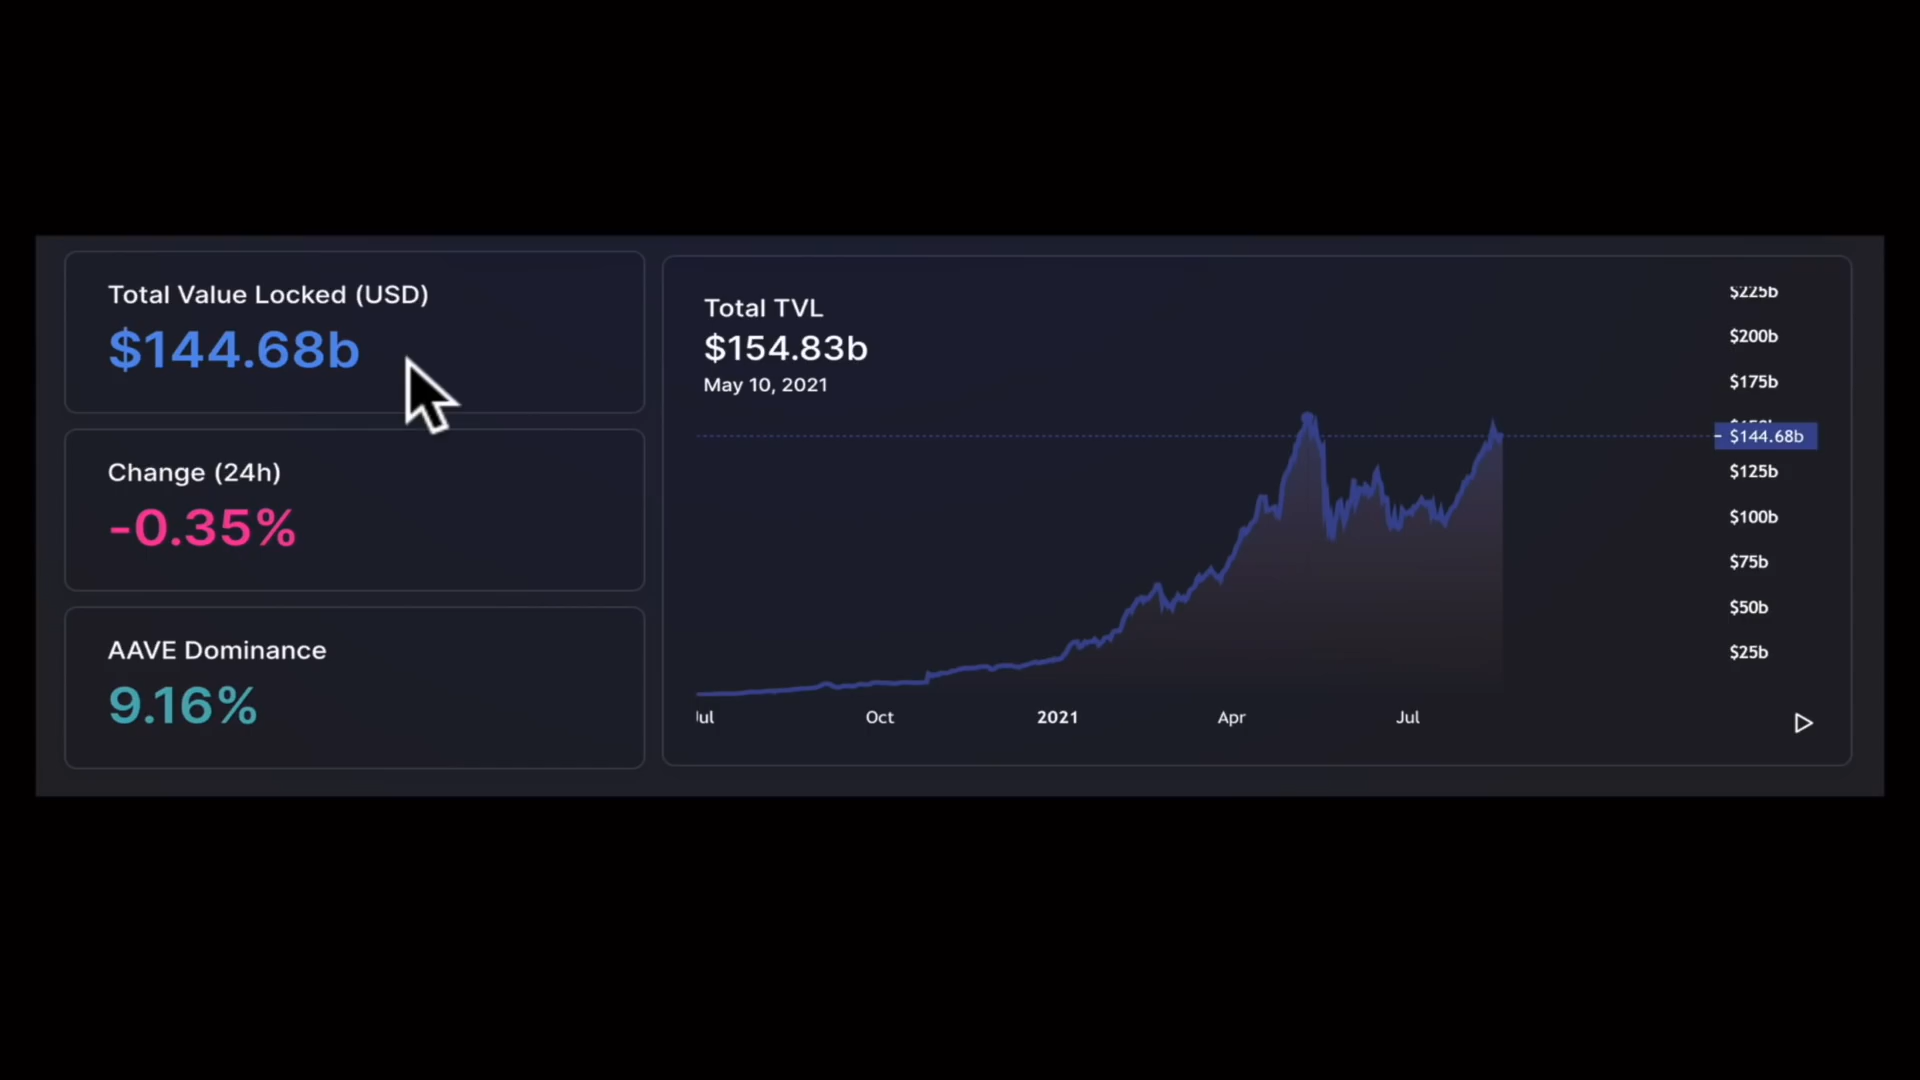 Total Value Locked (USD)
$144.68b
Change (24h)
-0.35%
AAVE Dominance
9.16%
Total TVL
$154.83b
May 10, 2021
$225b
$200b
$175b
$144.68b
$125b
$100b
$75b
$50b
$25b
Jul Oct 2021 Apr Jul